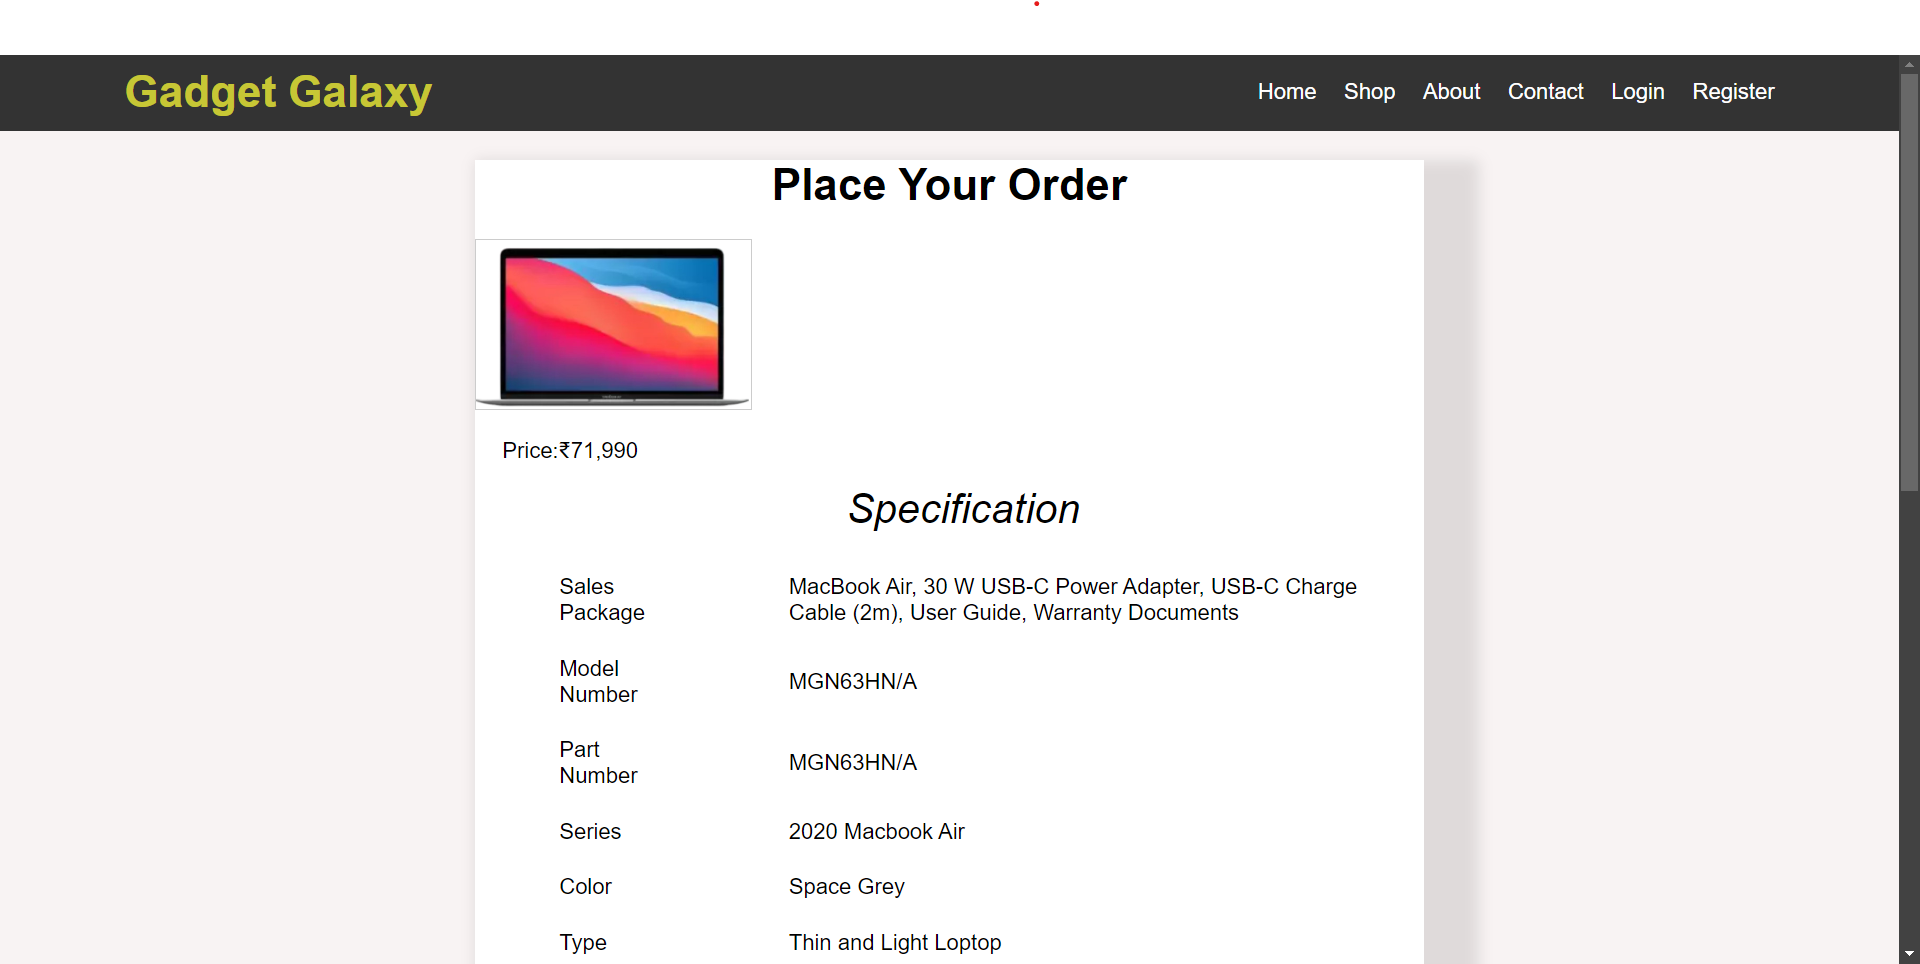 Gadget Galaxy
Home Shop About Contact Login Register
Place Your Order
Price:₹71,990
Specification
Sales Package
MacBook Air, 30 W USB-C Power Adapter, USB-C Charge
Cable (2m), User Guide, Warranty Documents
Model Number
MGN63HN/A
Part Number
MGN63HN/A
Series
2020 Macbook Air
Color
Space Grey
Type
Thin and Light Loptop